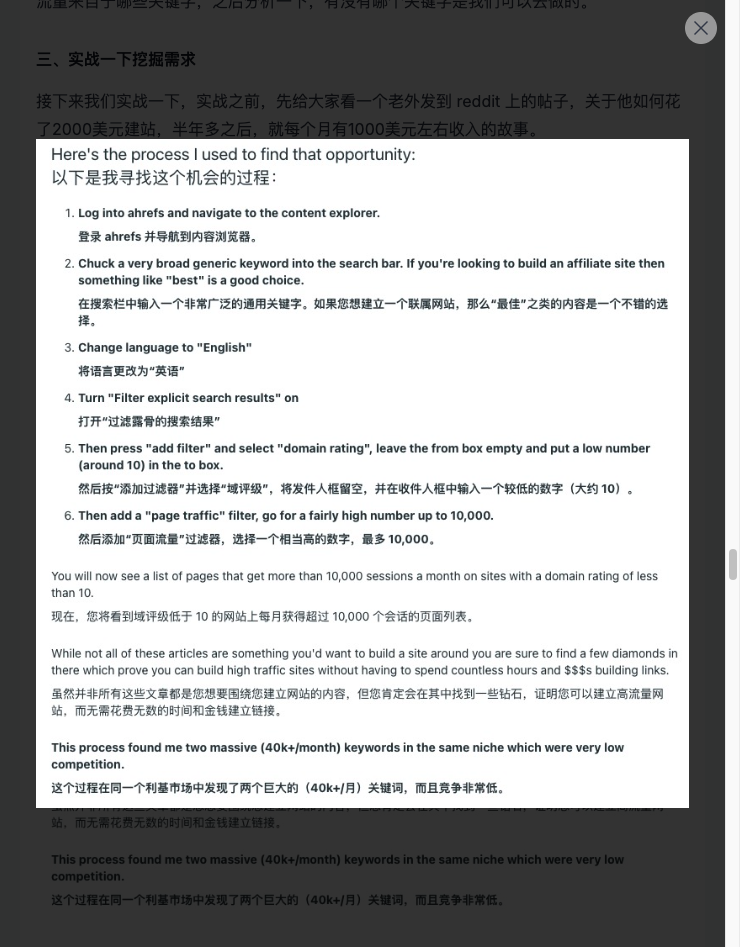 流量来自于哪些关键字，之后分析一下，有没有哪个关键字是我们可以去做的。
三、实战一下挖掘需求
接下来我们实战一下，实战之前，先给大家看一个老外发到 reddit 上的帖子，关于他如何花
了2000美元建站，半年多之后，就每个月有1000美元左右收入的故事。
Here's the process I used to find that opportunity:
以下是我寻找这个机会的过程：
1. Log into ahrefs and navigate to the content explorer.
登录 ahrefs 并导航到内容浏览器。
2. Chuck a very broad generic keyword into the search bar. If you're looking to build an affiliate site then
something like "best" is a good choice.
在搜索栏中输入一个非常广泛的通用关键字。如果您想建立一个联属网站，那么“最佳”之类的内容是一个不错的选
择。
3. Change language to "English"
将语言更改为“英语”
4. Turn "Filter explicit search results" on
打开“过滤露骨的搜索结果”
5. Then press "add filter" and select "domain rating", leave the from box empty and put a low number
(around 10) in the to box.
然后按“添加过滤器”并选择“域评级”，将发件人框留空，并在收件人框中输入一个较低的数字（大约 10）。
6. Then add a "page traffic" filter, go for a fairly high number up to 10,000.
然后添加“页面流量”过滤器，选择一个相当高的数字，最多 10,000。
You will now see a list of pages that get more than 10,000 sessions a month on sites with a domain rating of less
than 10.
现在，您将看到域评级低于 10 的网站上每月获得超过 10,000 个会话的页面列表。
While not all of these articles are something you'd want to build a site around you are sure to find a few diamonds in
there which prove you can build high traffic sites without having to spend countless hours and $$$s building links.
虽然并非所有这些文章都是您想要围绕您建立网站的内容，但您肯定会在其中找到一些钻石，证明您可以建立高流量网
站，而无需花费无数的时间和金钱建立链接。
This process found me two massive (40k+/month) keywords in the same niche which were very low
competition.
这个过程在同一个利基市场中发现了两个巨大的（40k+/月）关键词，而且竞争非常低。
站，而无需花费无数的时间和金钱建立链接。
This process found me two massive (40k+/month) keywords in the same niche which were very low
competition.
这个过程在同一个利基市场中发现了两个巨大的（40k+/月）关键词，而且竞争非常低。